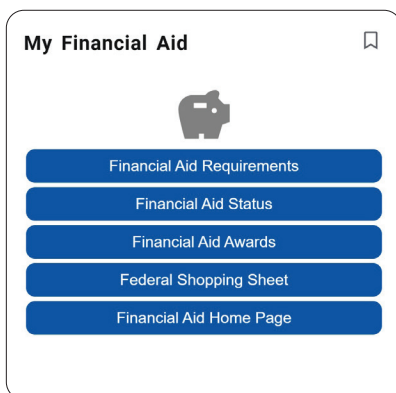 My Financial Aid
Financial Aid Requirements
Financial Aid Status
Financial Aid Awards
Federal Shopping Sheet
Financial Aid Home Page